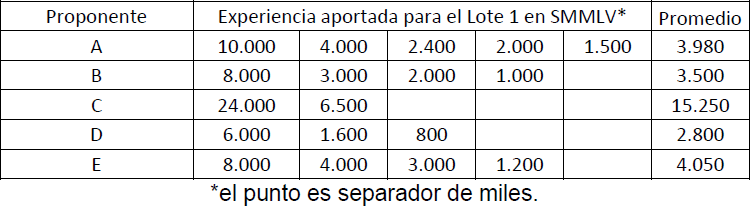 Proponente Experiencia aportada para el Lote 1 en SMMLV* Promedio
A 10.000 4.000 2.400 2.000 1.500 3.980
B 8.000 3.000 2.000 1.000 3.500
C 24.000 6.500 15.250
D 6.000 1.600 800 2.800
E 8.000 4.000 3.000 1.200 4.050
*el punto es separador de miles.